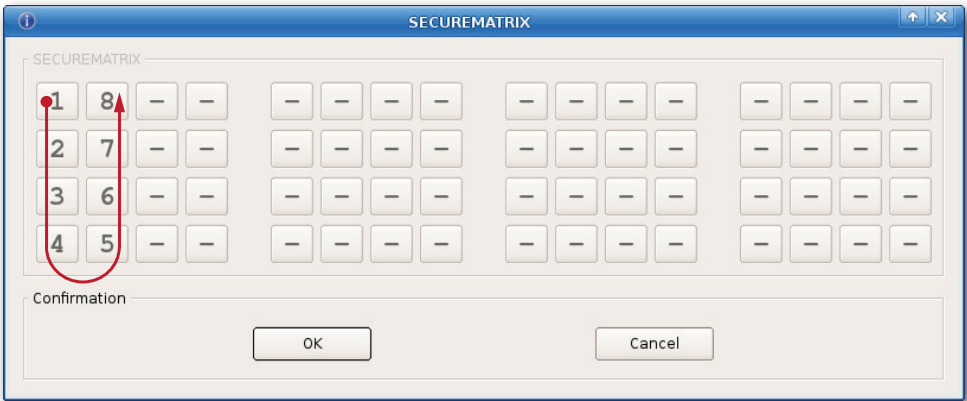 SECUREMATRIX
SECUREMATRIX
1 8 – – – – – – – – – – – – – –
2 7 – – – – – – – – – – – – – –
3 6 – – – – – – – – – – – – – –
4 5 – – – – – – – – – – – – – –
Confirmation
OK Cancel